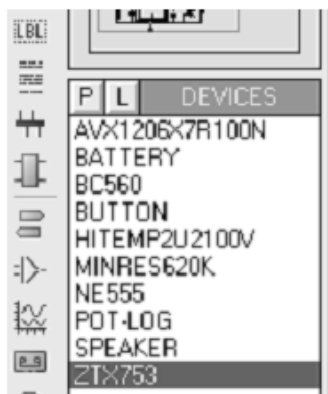 LBL
P L DEVICES
AVX1206X7R100N
BATTERY
BC560
BUTTON
HITEMP2U2100V
MINRES620K
NE555
POT-LOG
SPEAKER
ZTX753